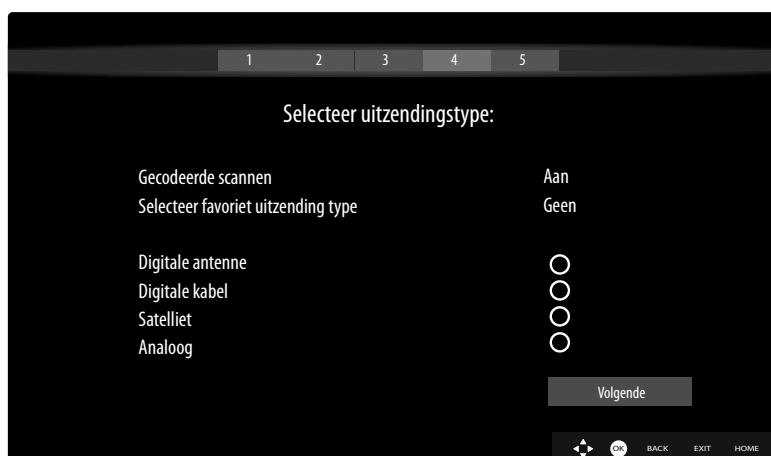 1 2 3 4 5
Selecteer uitzendingstype:
Gecodeerde scannen Aan
Selecteer favoriet uitzending type Geen
Digitale antenne
Digitale kabel
Satelliet
Analoog
Volgende
OK BACK EXIT HOME